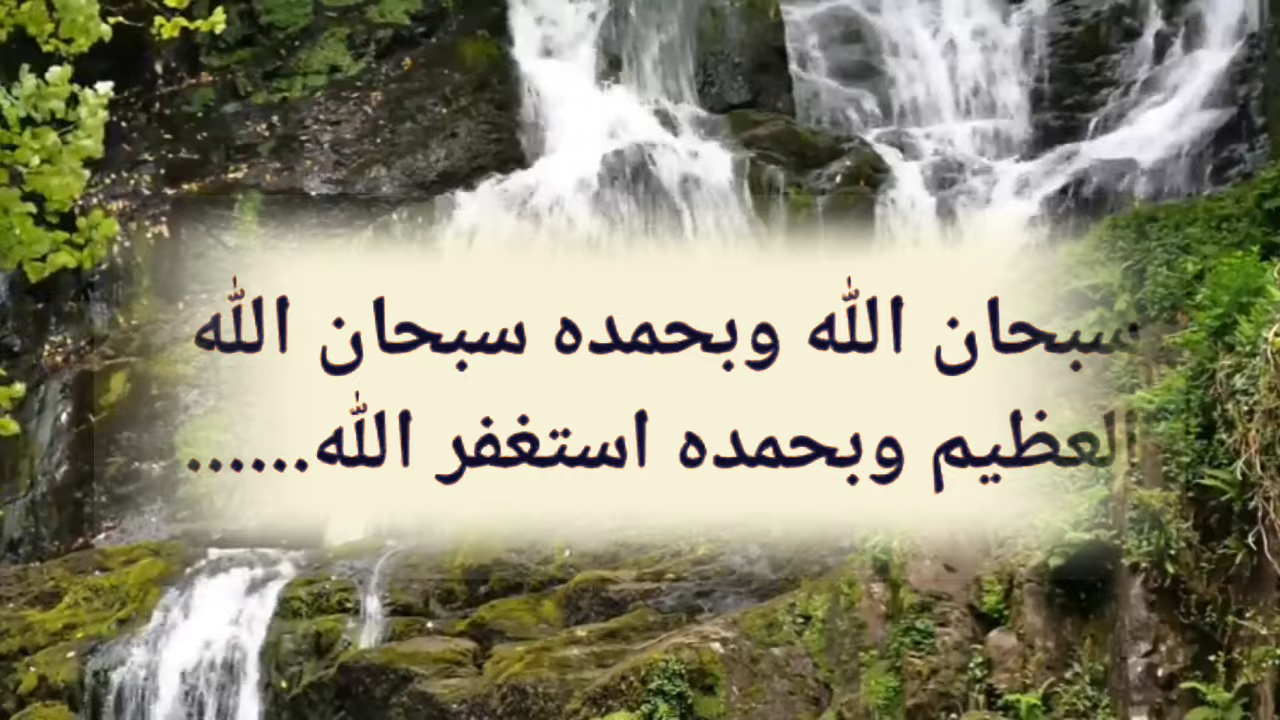 سبحان الله وبحمده سبحان الله
العظيم وبحمده استغفر الله......